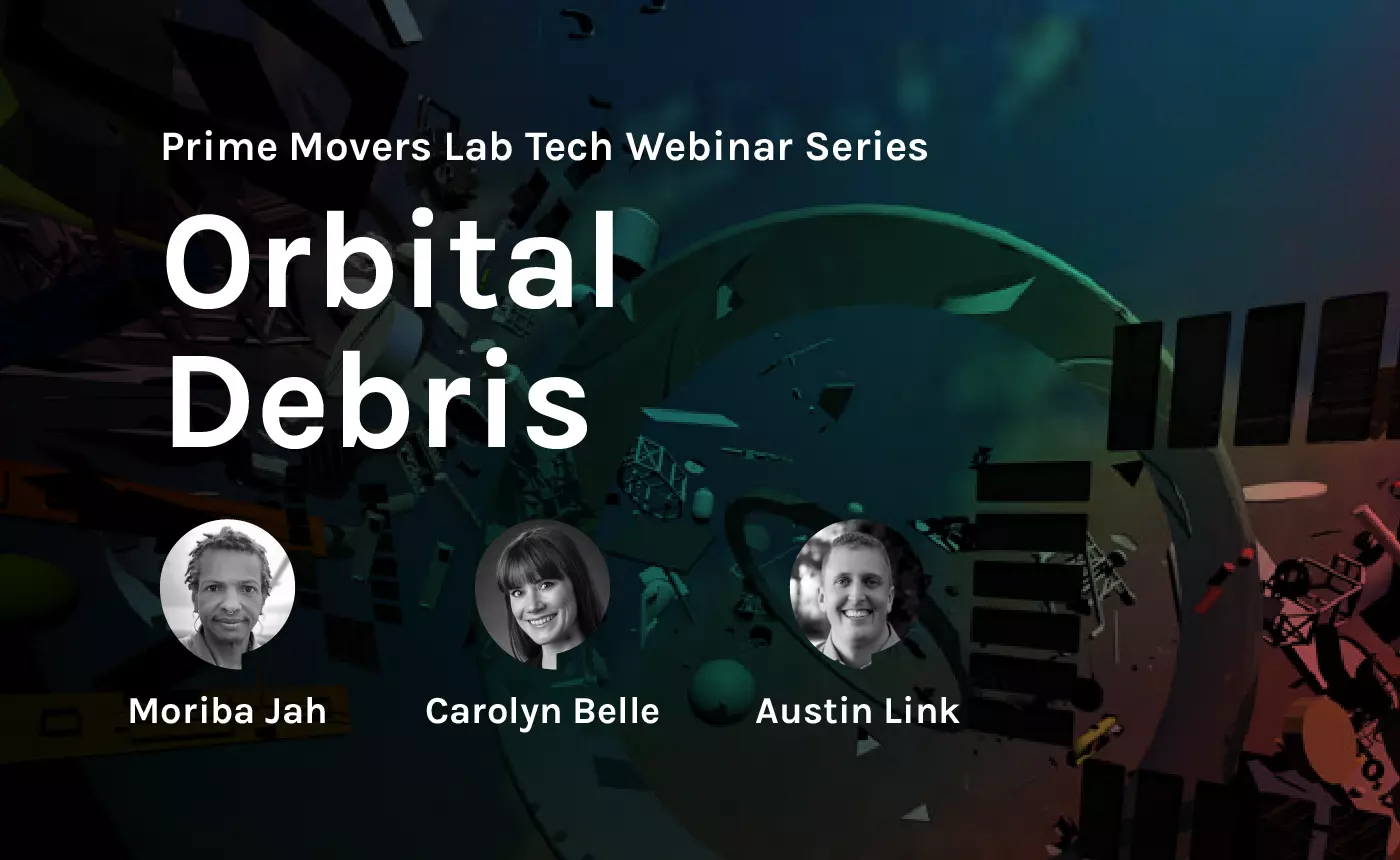 Prime Movers Lab Tech Webinar Series
Orbital
Debris
Moriba Jah
Carolyn Belle
Austin Link